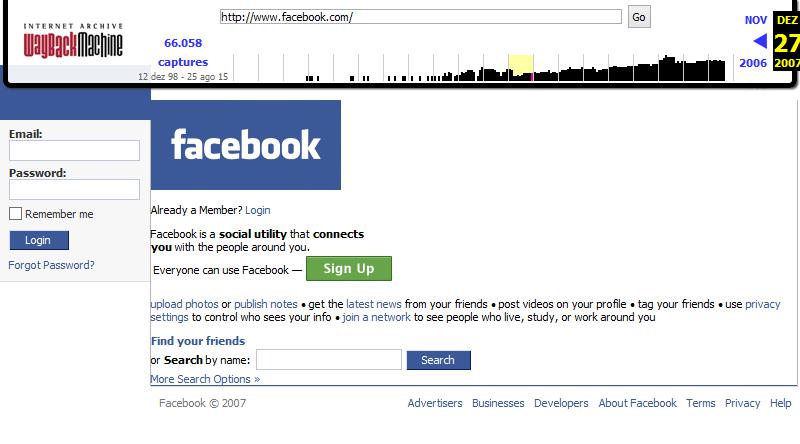 INTERNET ARCHIVE
WayBackMachine
http://www.facebook.com/
Go
66.058
captures
12 dez 98 - 25 ago 15
NOV
DEZ
27
2006
2007
Email:
Password:
Remember me
Login
Forgot Password?
facebook
Already a Member? Login
Facebook is a social utility that connects
you with the people around you.
Everyone can use Facebook — Sign Up
upload photos or publish notes • get the latest news from your friends • post videos on your profile • tag your friends • use privacy
settings to control who sees your info • join a network to see people who live, study, or work around you
Find your friends
or Search by name:
Search
More Search Options »
Facebook © 2007
Advertisers Businesses Developers About Facebook Terms Privacy Help